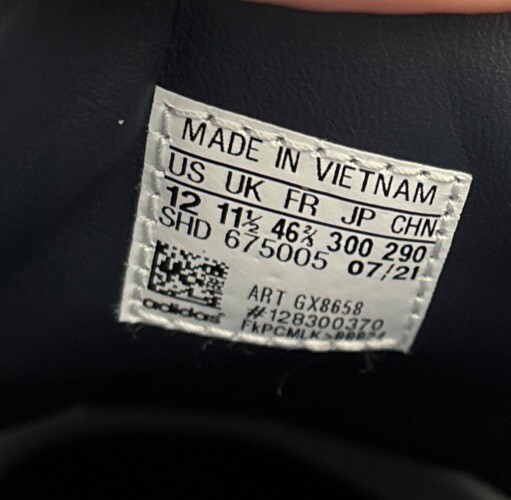 MADE IN VIETNAM
US UK FR JP CHN
12 11½ 46⅔ 300 290
SHD 675005 07/21
ART GX8658
#128300370
adidas